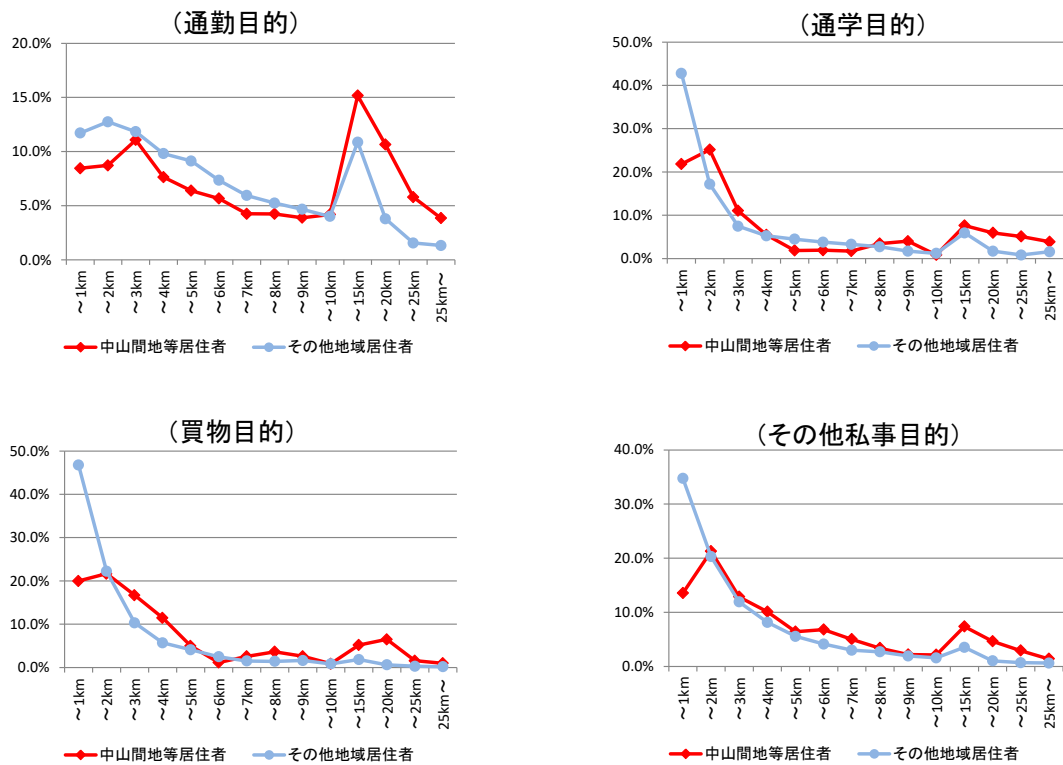 （通勤目的）
20.0%
15.0%
10.0%
5.0%
0.0%
～1km
～2km
～3km
～4km
～5km
～6km
～7km
～8km
～9km
～10km
～15km
～20km
～25km
25km～
中山間地等居住者 その他地域居住者
（通学目的）
50.0%
40.0%
30.0%
20.0%
10.0%
0.0%
～1km
～2km
～3km
～4km
～5km
～6km
～7km
～8km
～9km
～10km
～15km
～20km
～25km
25km～
中山間地等居住者 その他地域居住者
（買物目的）
50.0%
40.0%
30.0%
20.0%
10.0%
0.0%
～1km
～2km
～3km
～4km
～5km
～6km
～7km
～8km
～9km
～10km
～15km
～20km
～25km
25km～
中山間地等居住者 その他地域居住者
（その他私事目的）
40.0%
30.0%
20.0%
10.0%
0.0%
～1km
～2km
～3km
～4km
～5km
～6km
～7km
～8km
～9km
～10km
～15km
～20km
～25km
25km～
中山間地等居住者 その他地域居住者